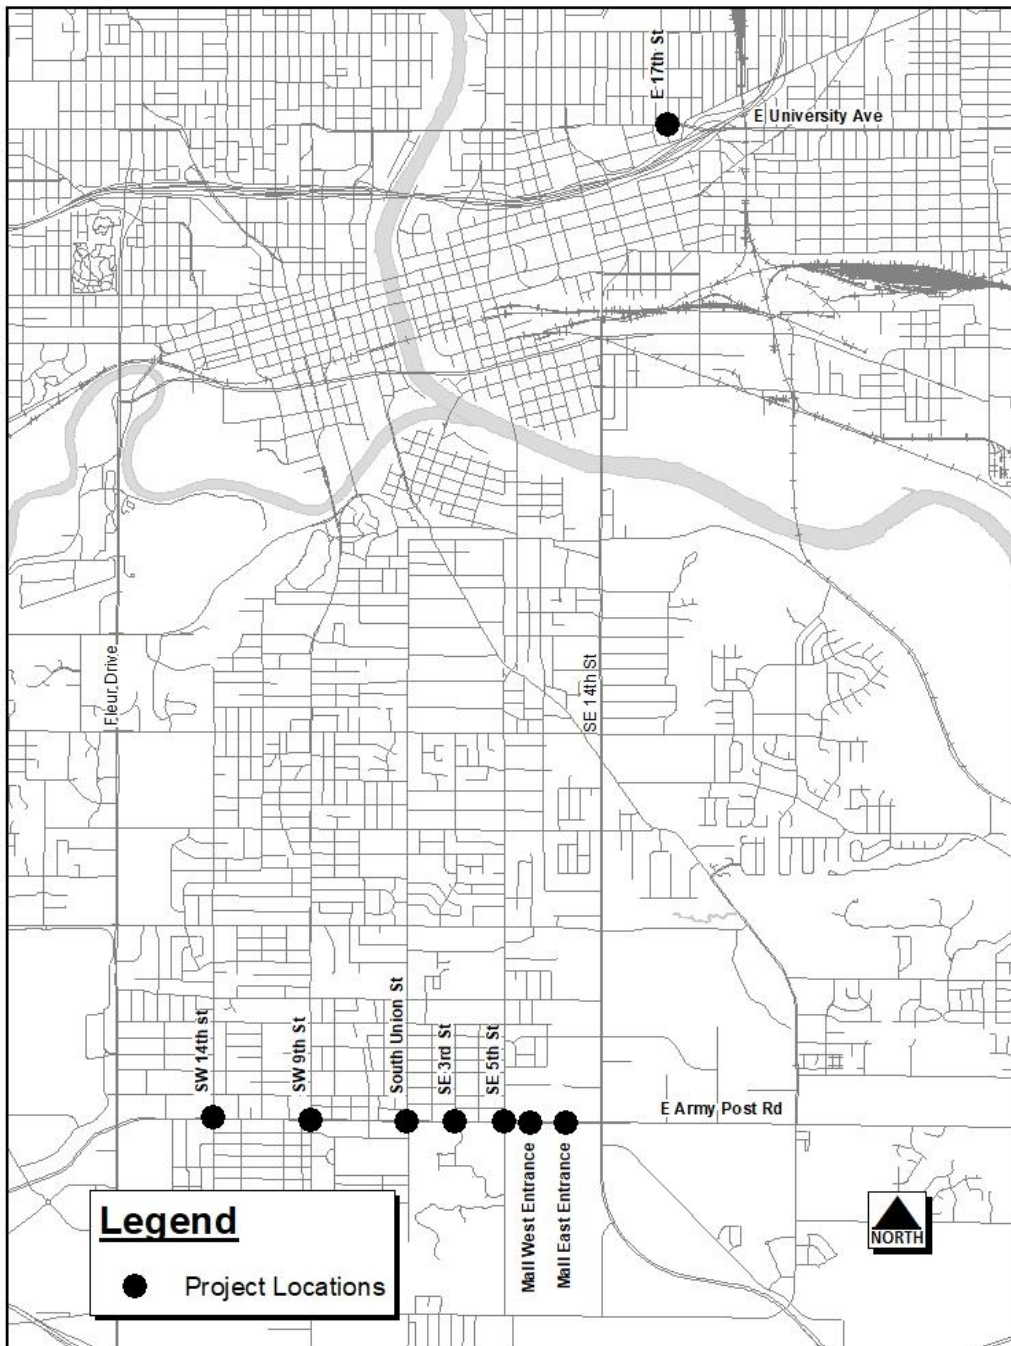 E 17th St
E University Ave
Fleur Drive
SE 14th St
SW 14th st
SW 9th St
South Union St
SE 3rd St
SE 5th St
E Army Post Rd
Mall West Entrance
Mall East Entrance
Legend
Project Locations
NORTH